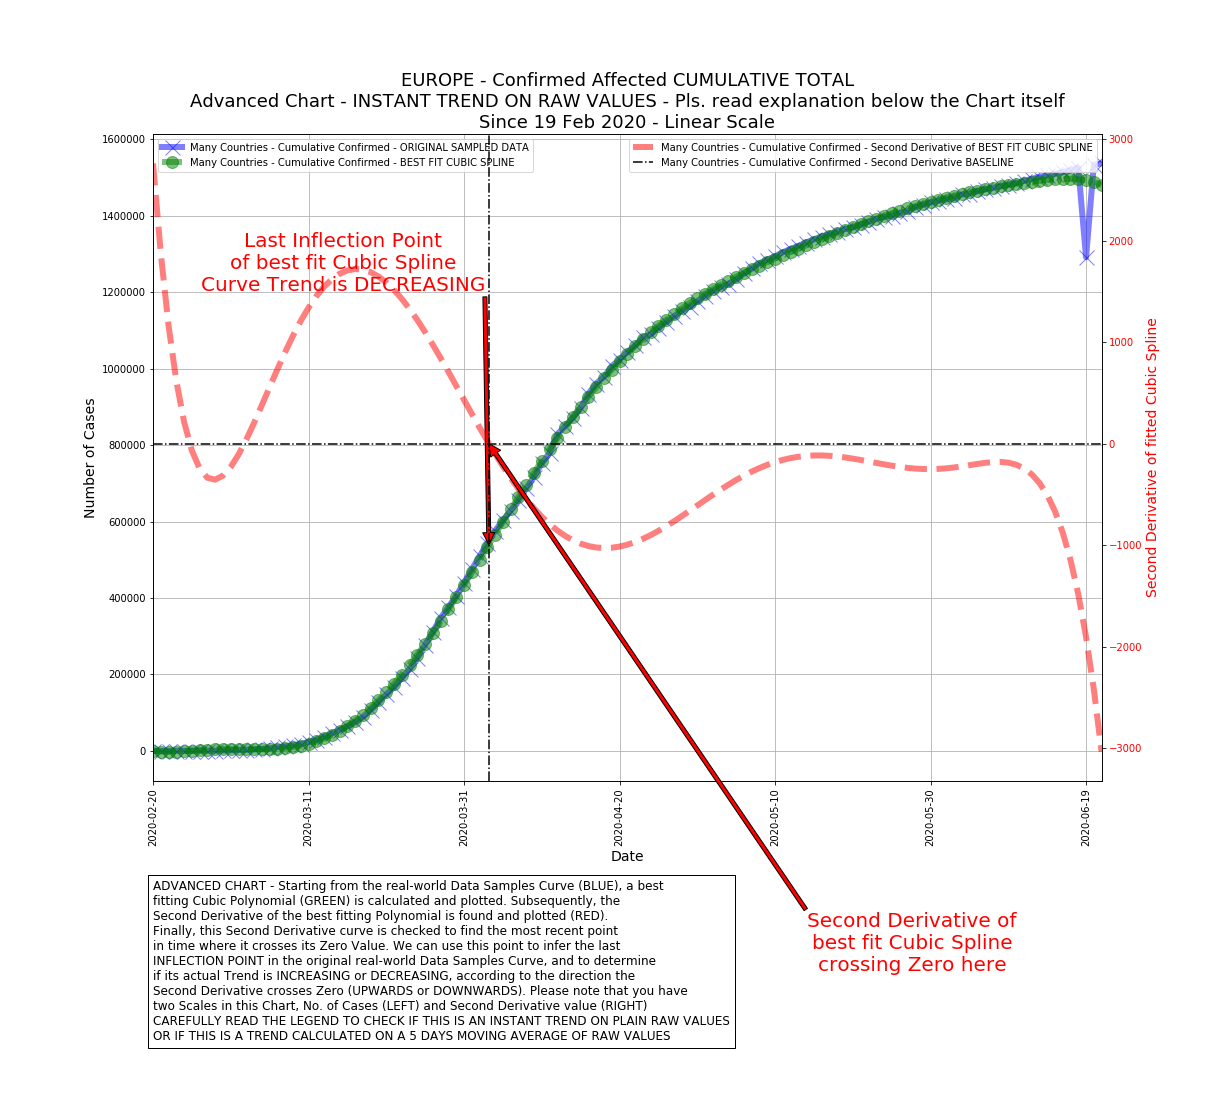 EUROPE - Confirmed Affected CUMULATIVE TOTAL
Advanced Chart - INSTANT TREND ON RAW VALUES - Pls. read explanation below the Chart itself
Since 19 Feb 2020 - Linear Scale
Many Countries - Cumulative Confirmed - ORIGINAL SAMPLED DATA
Many Countries - Cumulative Confirmed - BEST FIT CUBIC SPLINE
Many Countries - Cumulative Confirmed - Second Derivative of BEST FIT CUBIC SPLINE
Many Countries - Cumulative Confirmed - Second Derivative BASELINE
Last Inflection Point
of best fit Cubic Spline
Curve Trend is DECREASING
Number of Cases
1600000
1400000
1200000
1000000
800000
600000
400000
200000
0
3000
2000
1000
0
−1000
−2000
−3000
Second Derivative of fitted Cubic Spline
2020-02-20
2020-03-11
2020-03-31
2020-04-20
2020-05-10
2020-05-30
2020-06-19
Date
Second Derivative of
best fit Cubic Spline
crossing Zero here
ADVANCED CHART - Starting from the real-world Data Samples Curve (BLUE), a best
fitting Cubic Polynomial (GREEN) is calculated and plotted. Subsequently, the
Second Derivative of the best fitting Polynomial is found and plotted (RED).
Finally, this Second Derivative curve is checked to find the most recent point
in time where it crosses its Zero Value. We can use this point to infer the last
INFLECTION POINT in the original real-world Data Samples Curve, and to determine
if its actual Trend is INCREASING or DECREASING, according to the direction the
Second Derivative crosses Zero (UPWARDS or DOWNWARDS). Please note that you have
two Scales in this Chart, No. of Cases (LEFT) and Second Derivative value (RIGHT)
CAREFULLY READ THE LEGEND TO CHECK IF THIS IS AN INSTANT TREND ON PLAIN RAW VALUES
OR IF THIS IS A TREND CALCULATED ON A 5 DAYS MOVING AVERAGE OF RAW VALUES